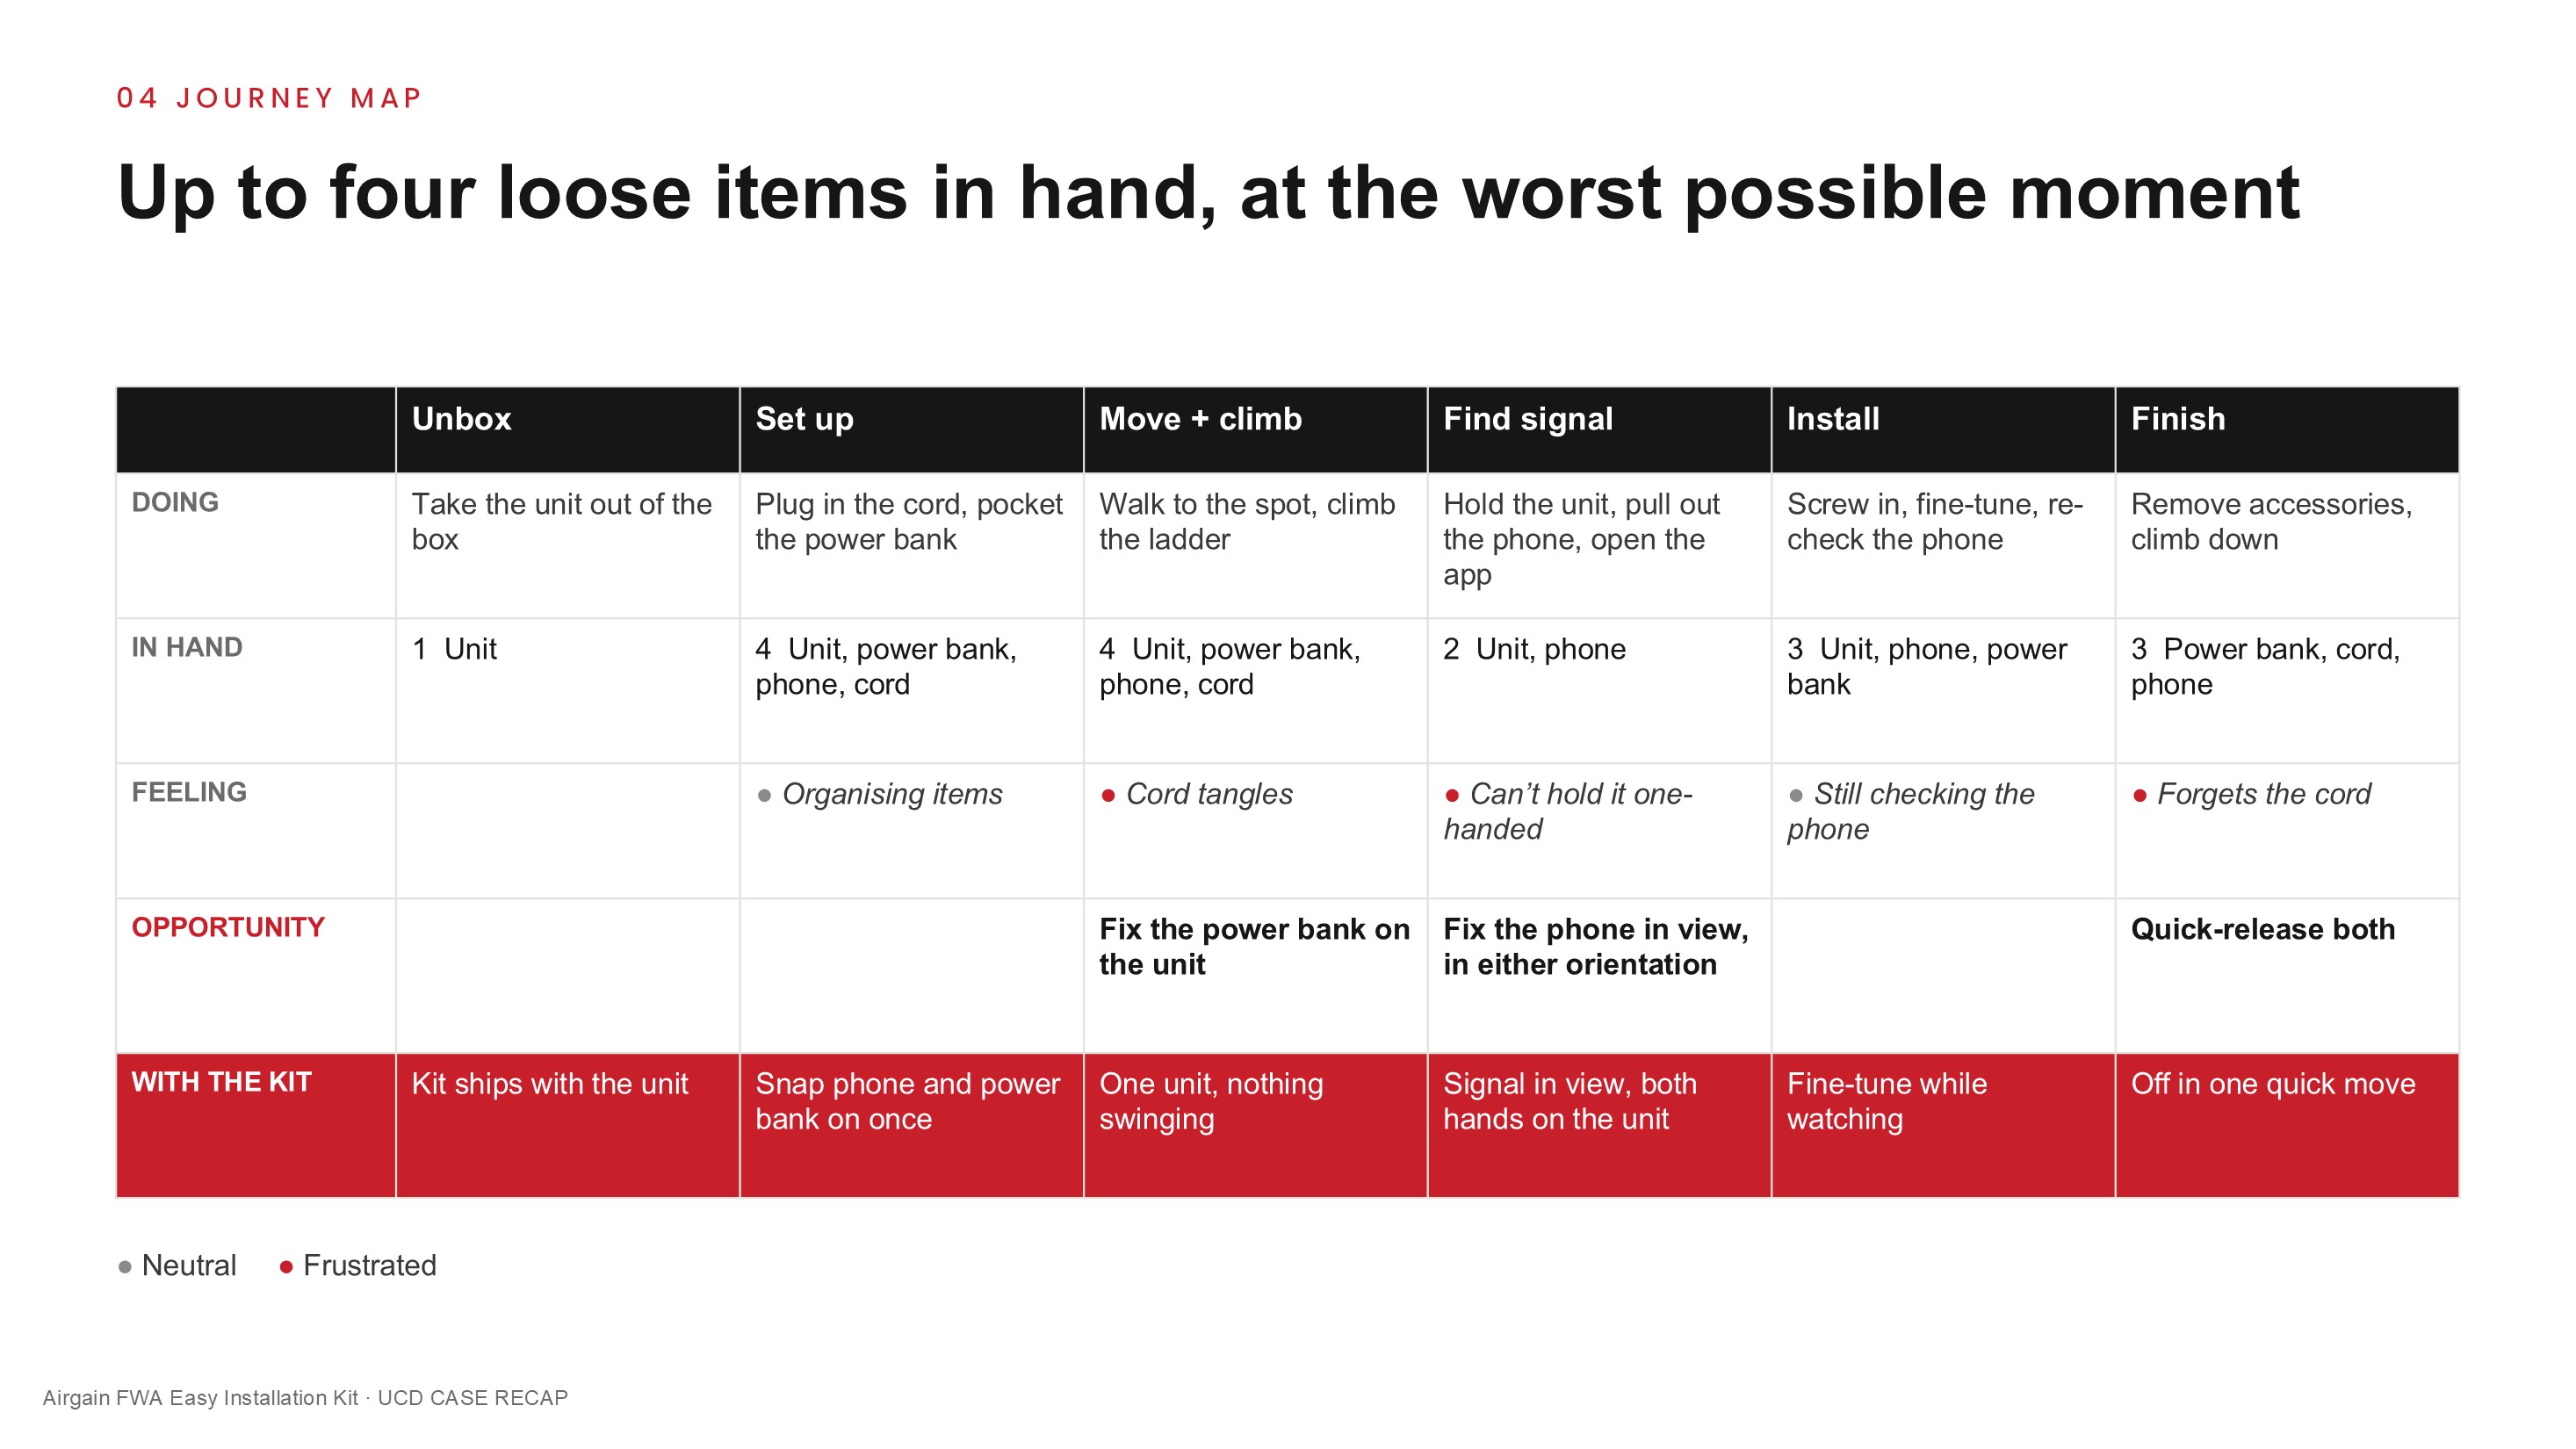 04 JOURNEY MAP
Up to four loose items in hand, at the worst possible moment
Unbox
Set up
Move + climb
Find signal
Install
Finish
DOING
Take the unit out of the
box
Plug in the cord, pocket
the power bank
Walk to the spot, climb
the ladder
Hold the unit, pull out
the phone, open the
app
Screw in, fine-tune, re-
check the phone
Remove accessories,
climb down
IN HAND
1 Unit
4 Unit, power bank,
phone, cord
4 Unit, power bank,
phone, cord
2 Unit, phone
3 Unit, phone, power
bank
3 Power bank, cord,
phone
FEELING
● Organising items
● Cord tangles
● Can’t hold it one-
handed
● Still checking the
phone
● Forgets the cord
OPPORTUNITY
Fix the power bank on
the unit
Fix the phone in view,
in either orientation
Quick-release both
WITH THE KIT
Kit ships with the unit
Snap phone and power
bank on once
One unit, nothing
swinging
Signal in view, both
hands on the unit
Fine-tune while
watching
Off in one quick move
● Neutral ● Frustrated
Airgain FWA Easy Installation Kit · UCD CASE RECAP